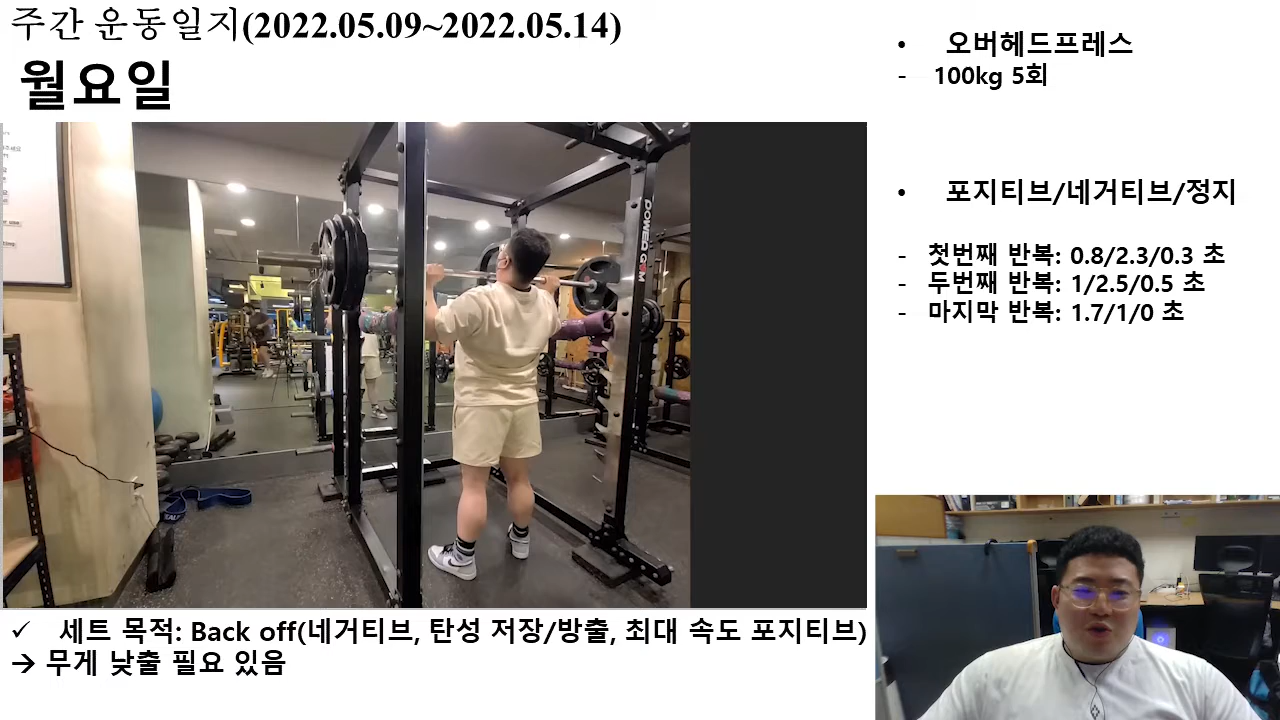 주간 운동일지(2022.05.09~2022.05.14)
월요일
• 오버헤드프레스
- 100kg 5회
• 포지티브/네거티브/정지
- 첫번째 반복: 0.8/2.3/0.3 초
- 두번째 반복: 1/2.5/0.5 초
- 마지막 반복: 1.7/1/0 초
POWER GYM
✓ 세트 목적: Back off(네거티브, 탄성 저장/방출, 최대 속도 포지티브)
→ 무게 낮출 필요 있음